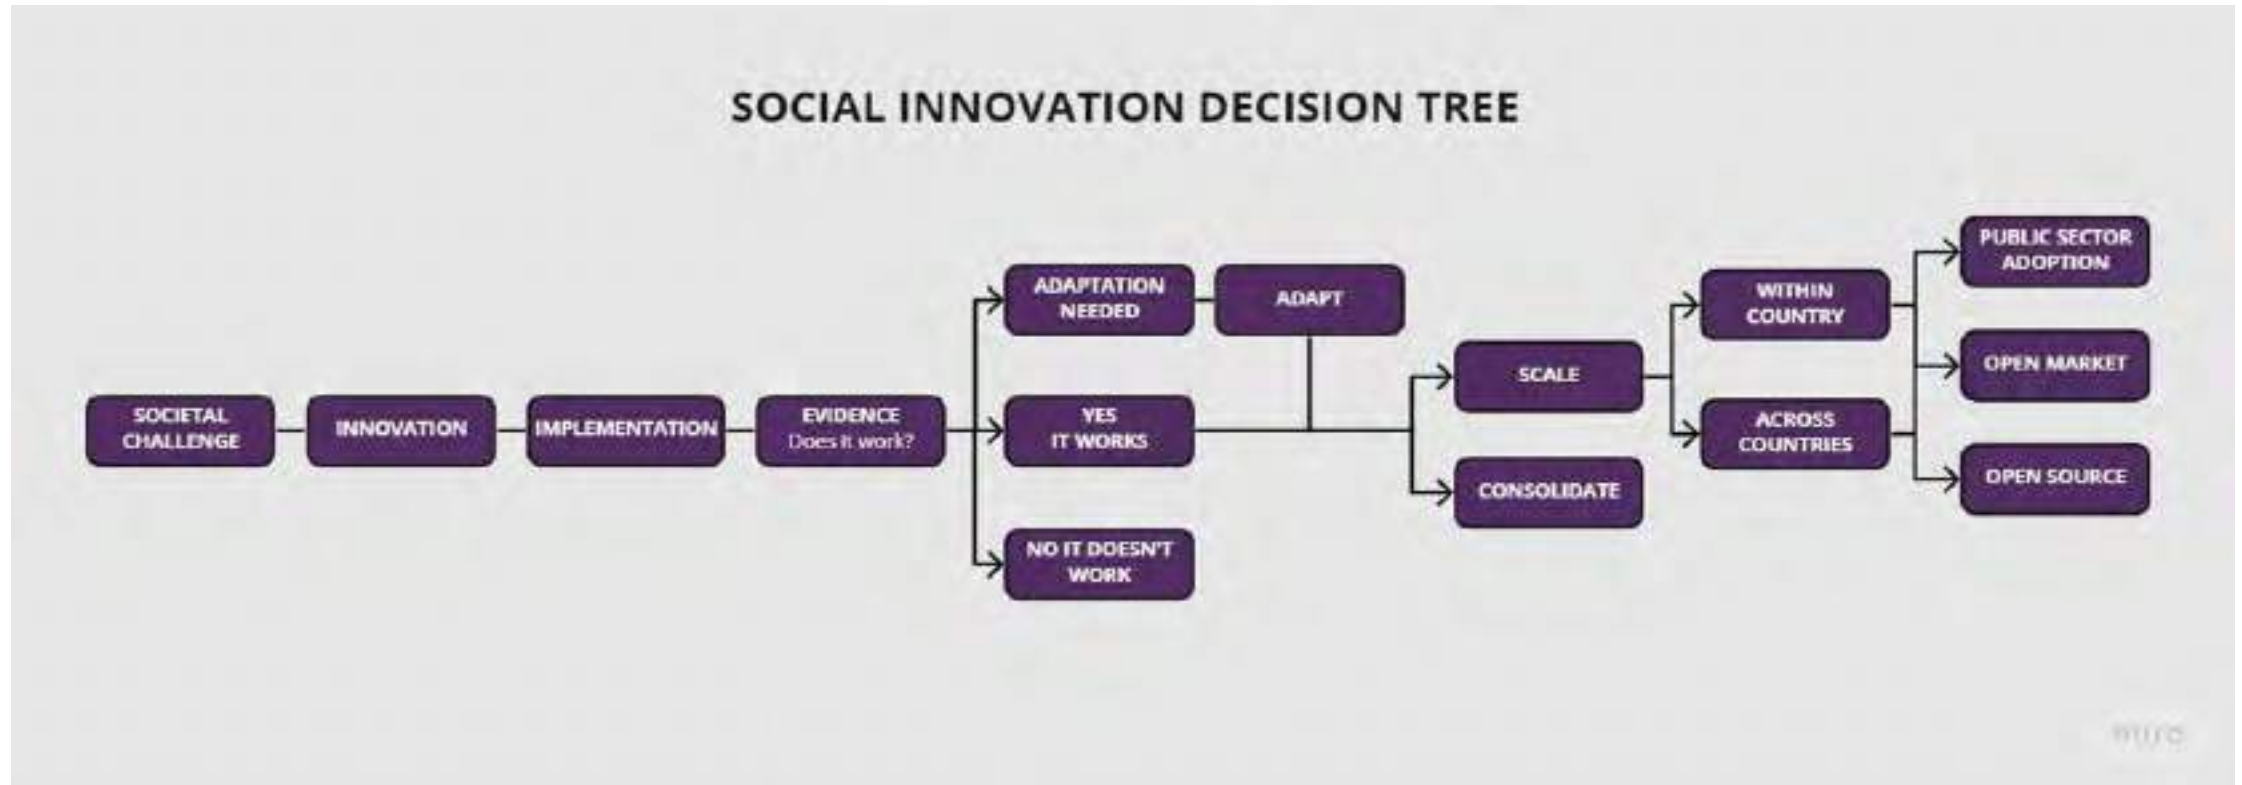 SOCIAL INNOVATION DECISION TREE
SOCIETAL
CHALLENGE
INNOVATION
IMPLEMENTATION
EVIDENCE
Does it work?
ADAPTATION
NEEDED
ADAPT
YES
IT WORKS
NO IT DOESN'T
WORK
SCALE
CONSOLIDATE
WITHIN
COUNTRY
ACROSS
COUNTRIES
PUBLIC SECTOR
ADOPTION
OPEN MARKET
OPEN SOURCE
miro